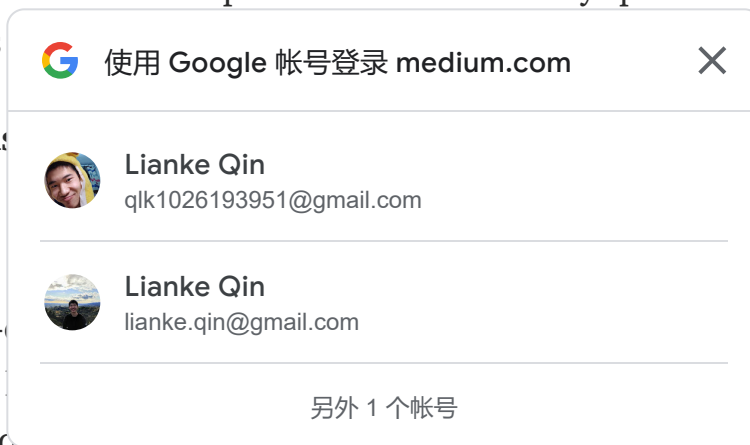 使用 Google 帐号登录 medium.com
Lianke Qin
qlk1026193951@gmail.com
Lianke Qin
lianke.qin@gmail.com
另外 1 个帐号